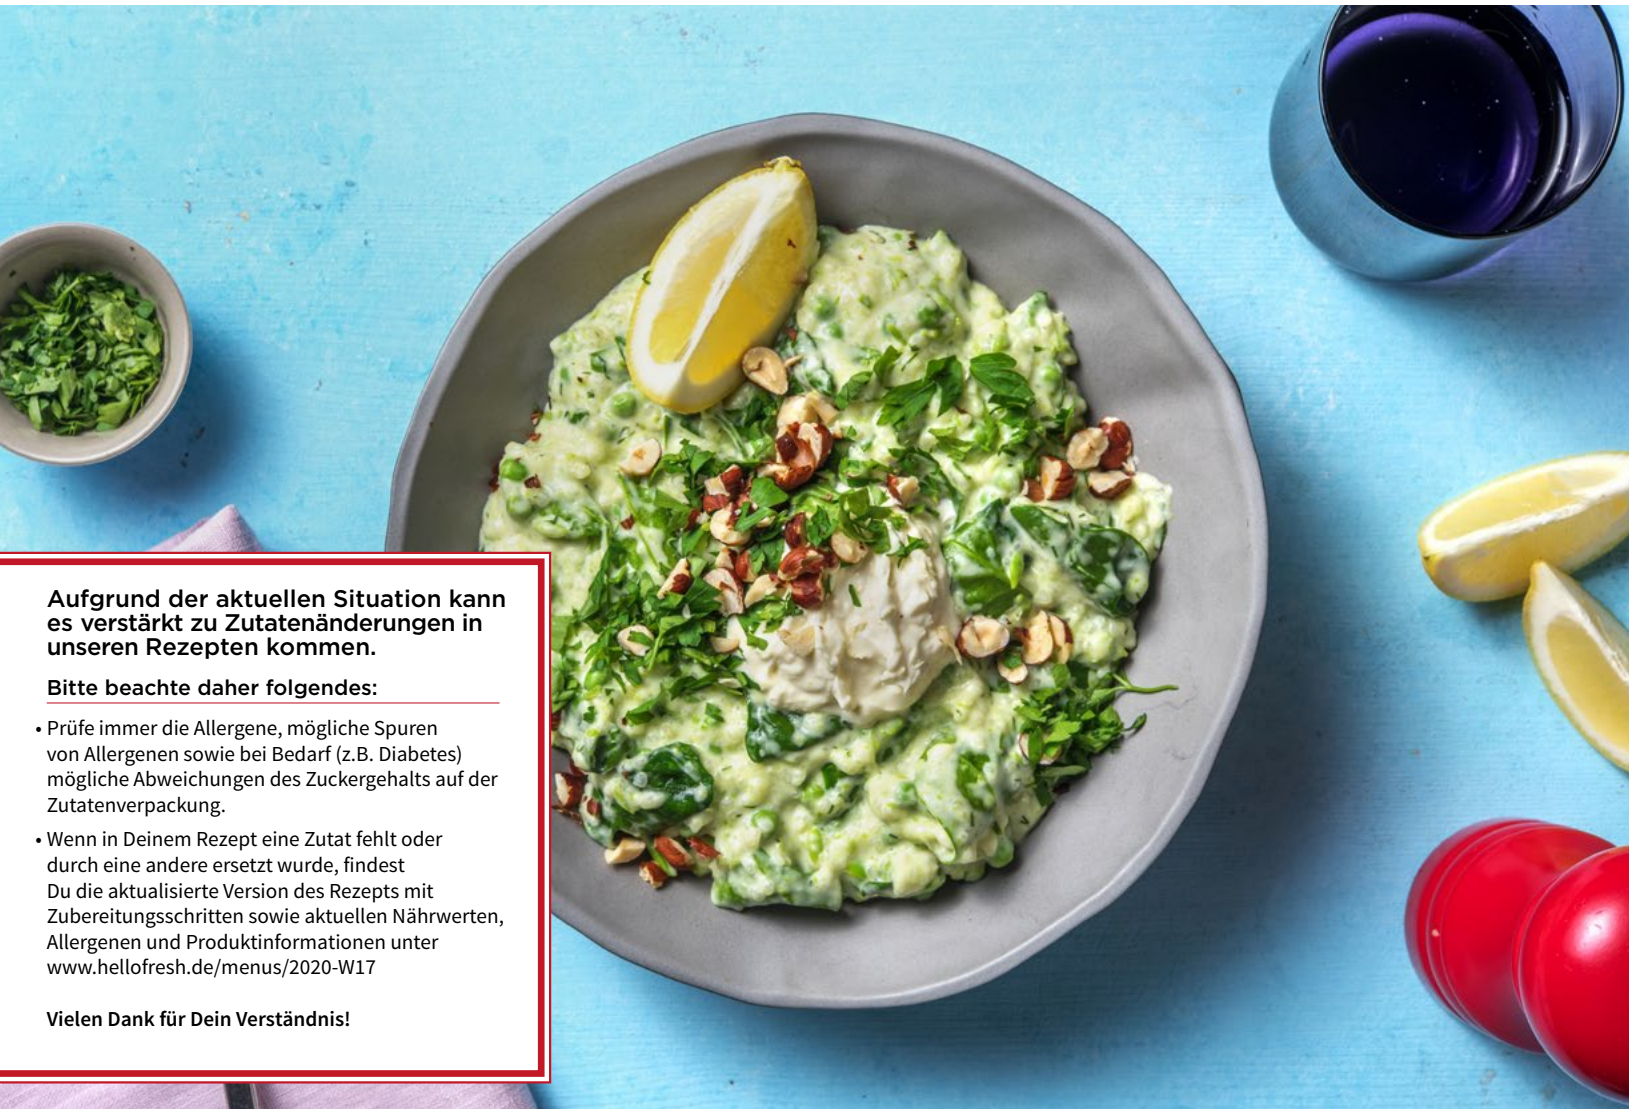 Aufgrund der aktuellen Situation kann
es verstärkt zu Zutatenänderungen in
unseren Rezepten kommen.
Bitte beachte daher folgendes:
• Prüfe immer die Allergene, mögliche Spuren
von Allergenen sowie bei Bedarf (z.B. Diabetes)
mögliche Abweichungen des Zuckergehalts auf der
Zutatenverpackung.
• Wenn in Deinem Rezept eine Zutat fehlt oder
durch eine andere ersetzt wurde, findest
Du die aktualisierte Version des Rezepts mit
Zubereitungsschritten sowie aktuellen Nährwerten,
Allergenen und Produktinformationen unter
www.hellofresh.de/menus/2020-W17
Vielen Dank für Dein Verständnis!